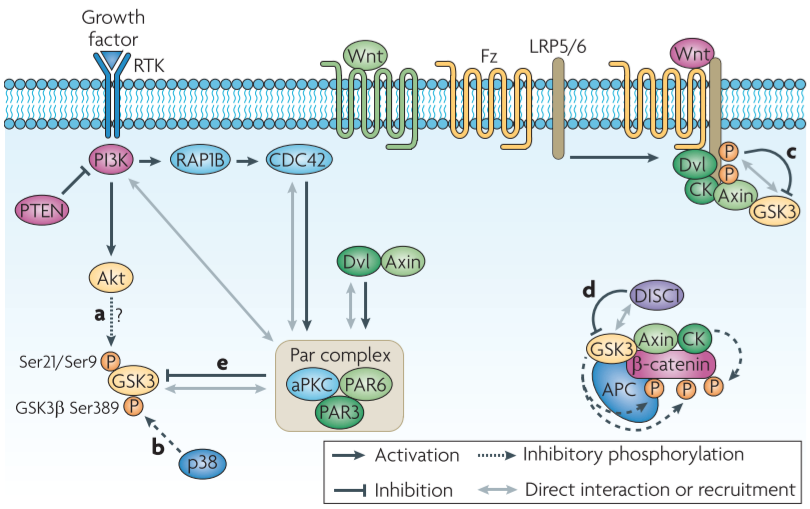 Growth
factor
RTK
Wnt
Fz
LRP5/6
Wnt
PI3K
RAP1B
CDC42
PTEN
Dvl
P
c
P
CK
Axin
GSK3
Akt
Dvl
Axin
a
?
d
DISC1
Ser21/Ser9
P
GSK3
e
Par complex
aPKC
PAR6
PAR3
GSK3β Ser389
P
b
p38
GSK3
Axin
CK
β-catenin
APC
P
P
P
Activation
Inhibitory phosphorylation
Inhibition
Direct interaction or recruitment